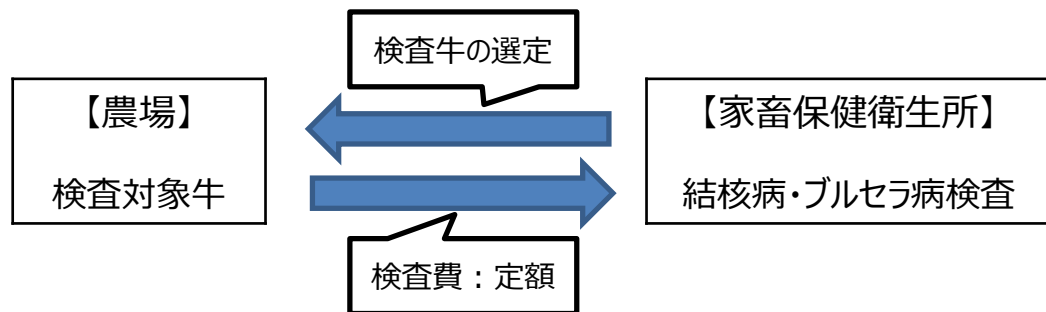 検査牛の選定
【農場】
検査対象牛
【家畜保健衛生所】
結核病・ブルセラ病検査
検査費：定額